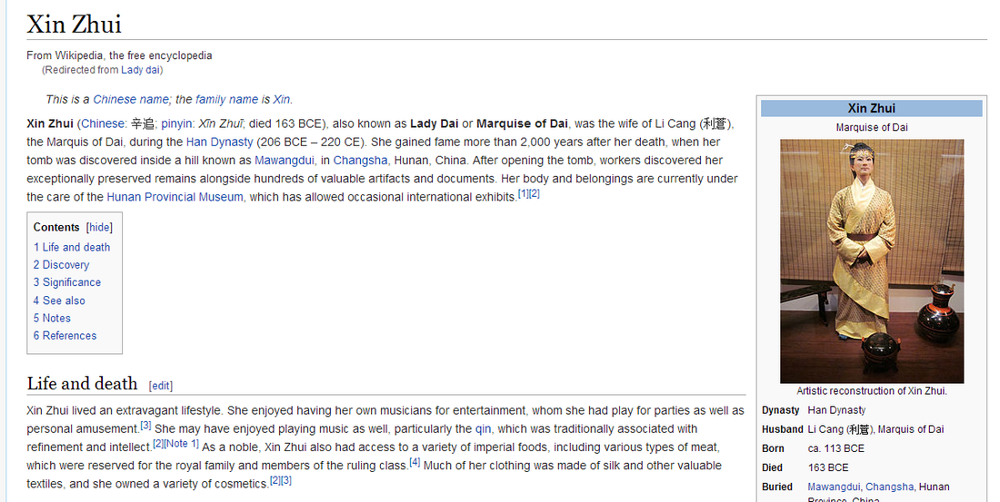 Xin Zhui
From Wikipedia, the free encyclopedia
(Redirected from Lady dai)
This is a Chinese name; the family name is Xin.
Xin Zhui (Chinese: 辛追; pinyin: Xīn Zhuī; died 163 BCE), also known as Lady Dai or Marquise of Dai, was the wife of Li Cang (利蒼),
the Marquis of Dai, during the Han Dynasty (206 BCE – 220 CE). She gained fame more than 2,000 years after her death, when her
tomb was discovered inside a hill known as Mawangdui, in Changsha, Hunan, China. After opening the tomb, workers discovered her
exceptionally preserved remains alongside hundreds of valuable artifacts and documents. Her body and belongings are currently under
the care of the Hunan Provincial Museum, which has allowed occasional international exhibits.[1][2]
Contents [hide]
1 Life and death
2 Discovery
3 Significance
4 See also
5 Notes
6 References
Life and death [edit]
Xin Zhui lived an extravagant lifestyle. She enjoyed having her own musicians for entertainment, whom she had play for parties as well as
personal amusement.[3] She may have enjoyed playing music as well, particularly the qin, which was traditionally associated with
refinement and intellect.[2][Note 1] As a noble, Xin Zhui also had access to a variety of imperial foods, including various types of meat,
which were reserved for the royal family and members of the ruling class.[4] Much of her clothing was made of silk and other valuable
textiles, and she owned a variety of cosmetics.[2][3]
Xin Zhui
Marquise of Dai
Artistic reconstruction of Xin Zhui.
Dynasty Han Dynasty
Husband Li Cang (利蒼), Marquis of Dai
Born ca. 113 BCE
Died 163 BCE
Buried Mawangdui, Changsha, Hunan
Province, China